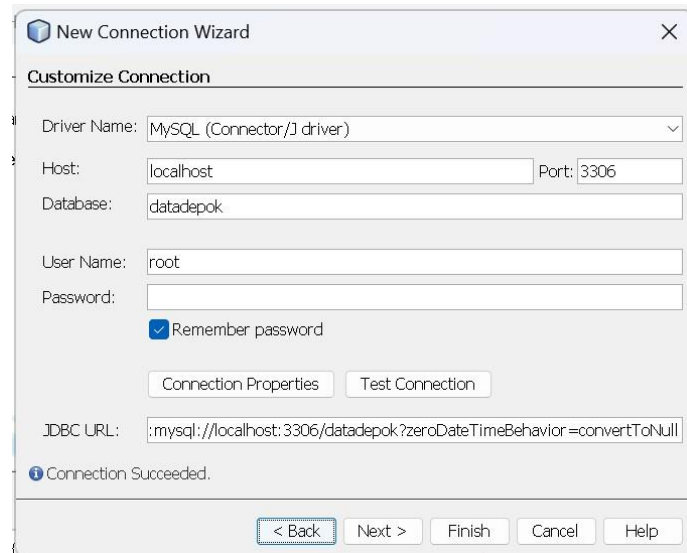 New Connection Wizard
Customize Connection
Driver Name: MySQL (Connector/J driver)
Host: localhost Port: 3306
Database: datadepok
User Name: root
Password:
Remember password
Connection Properties Test Connection
JDBC URL: :mysql://localhost:3306/datadepok?zeroDateTimeBehavior=convertToNull
Connection Succeeded.
< Back Next > Finish Cancel Help